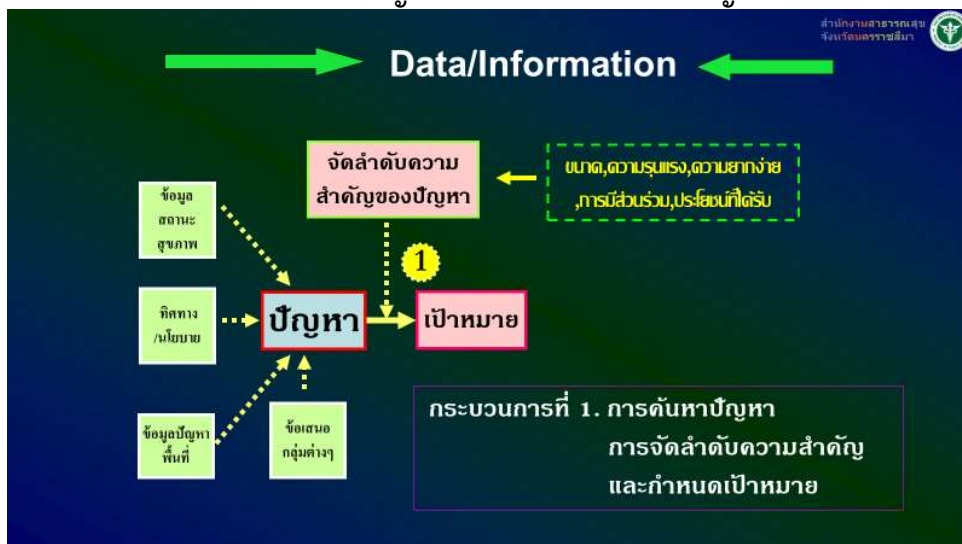 สำนักงานสาธารณสุข
จังหวัดนครราชสีมา
Data/Information
จัดลำดับความ
สำคัญของปัญหา
ขนาด,ความรุนแรง,ความยากง่าย
,การมีส่วนร่วม,ประโยชน์ที่ได้รับ
ข้อมูล
สถานะ
สุขภาพ
1
ทิศทาง
/นโยบาย
ปัญหา
เป้าหมาย
ข้อมูลปัญหา
พื้นที่
ข้อเสนอ
กลุ่มต่างๆ
กระบวนการที่ 1. การค้นหาปัญหา
การจัดลำดับความสำคัญ
และกำหนดเป้าหมาย